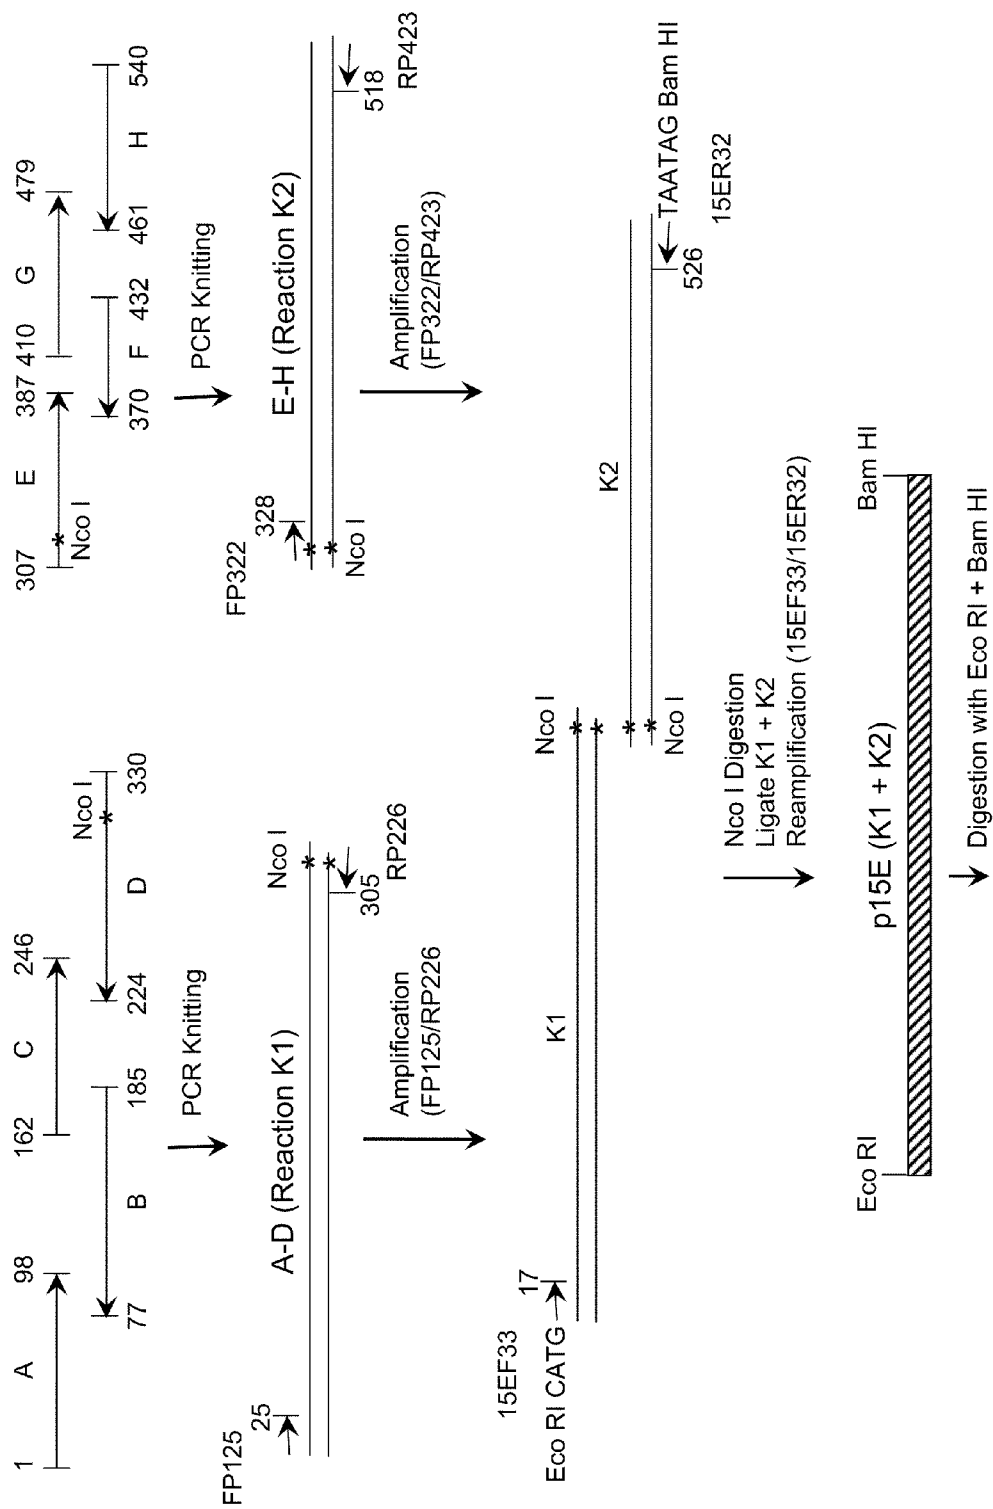 1 A 98 162 C 246
77 B 185 224 D Nco I 330
307 E 387 410 G 479
Nco I
370 F 432 461 H 540
PCR Knitting
PCR Knitting
A-D (Reaction K1)
FP125
25
Nco I
305
RP226
E-H (Reaction K2)
FP322
328
Nco I
518
RP423
Amplification
(FP125/RP226
Amplification
(FP322/RP423)
15EF33
Eco RI CATG
17
K1
Nco I
K2
Nco I
526
TAATAG Bam HI
15ER32
Nco I Digestion
Ligate K1 + K2
Reamplification (15EF33/15ER32)
p15E (K1 + K2)
Eco RI
Bam HI
Digestion with Eco RI + Bam HI